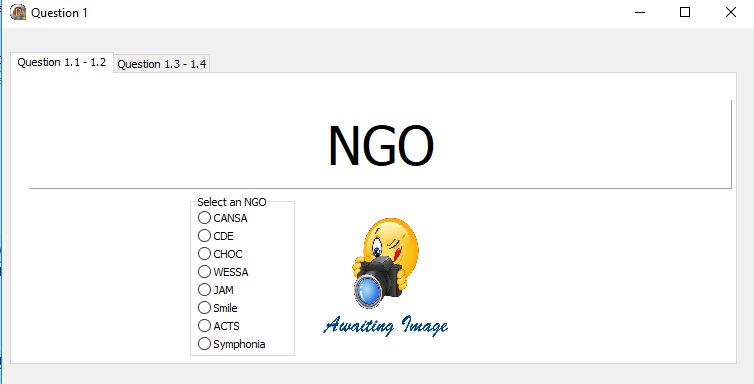 Question 1
Question 1.1 - 1.2
Question 1.3 - 1.4
NGO
Select an NGO
CANSA
CDE
CHOC
WESSA
JAM
Smile
ACTS
Symphonia
Awaiting Image